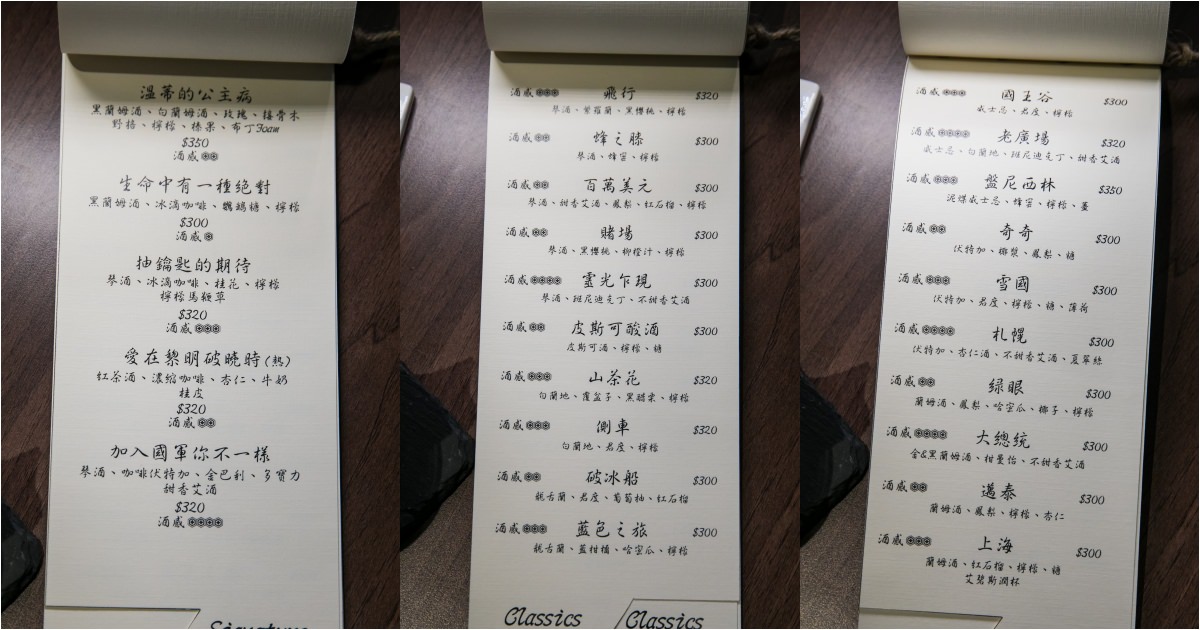 溫蒂的公主病
黑蘭姆酒、白蘭姆酒、玫瑰、接骨木
野格、檸檬、榛果、布丁Foam
$350
酒感❀❀
生命中有一種絕對
黑蘭姆酒、冰滴咖啡、鸚鵡糖、檸檬
$300
酒感❀
抽鑰匙的期待
琴酒、冰滴咖啡、桂花、檸檬
檸檬馬鞭草
$320
酒感❀❀❀
愛在黎明破曉時(熱)
紅茶酒、濃縮咖啡、杏仁、牛奶
桂皮
$320
酒感❀❀
加入國軍你不一樣
琴酒、咖啡伏特加、金巴利、多寶力
甜香艾酒
$320
酒感❀❀❀❀
Signature
酒感❀❀❀ 飛行 $320
琴酒、紫羅蘭、黑櫻桃、檸檬
酒感❀❀ 蜂之膝 $300
琴酒、蜂蜜、檸檬
酒感❀❀ 百萬美元 $300
琴酒、甜香艾酒、鳳梨、紅石榴、檸檬
酒感❀❀ 賭場 $300
琴酒、黑櫻桃、柳橙汁、檸檬
酒感❀❀❀❀ 靈光乍現 $300
琴酒、班尼迪克丁、不甜香艾酒
酒感❀❀ 皮斯可酸酒 $300
皮斯可酒、檸檬、糖
酒感❀❀❀ 山茶花 $320
白蘭地、覆盆子、黑醋栗、檸檬
酒感❀❀❀ 側車 $320
白蘭地、君度、檸檬
酒感❀❀ 破冰船 $300
龍舌蘭、君度、葡萄柚、紅石榴
酒感❀❀❀ 藍色之旅 $300
龍舌蘭、藍柑橘、哈密瓜、檸檬
Classics Classics
酒感❀❀❀ 國王谷 $300
威士忌、君度、檸檬
酒感❀❀❀❀ 老廣場 $320
威士忌、白蘭地、班尼迪克丁、甜香艾酒
酒感❀❀❀ 盤尼西林 $350
泥煤威士忌、蜂蜜、檸檬、薑
酒感❀❀ 奇奇 $300
伏特加、椰漿、鳳梨、糖
酒感❀❀❀ 雪國 $300
伏特加、君度、檸檬、糖、薄荷
酒感❀❀❀❀ 札幌 $300
伏特加、杏仁酒、不甜香艾酒、夏翠絲
酒感❀❀ 綠眼 $300
蘭姆酒、鳳梨、哈密瓜、椰子、檸檬
酒感❀❀❀❀ 大總統 $300
金&黑蘭姆酒、柑曼怡、不甜香艾酒
酒感❀❀ 邁泰 $300
蘭姆酒、鳳梨、檸檬、杏仁
酒感❀❀❀ 上海 $300
蘭姆酒、紅石榴、檸檬、糖
艾碧斯潤杯